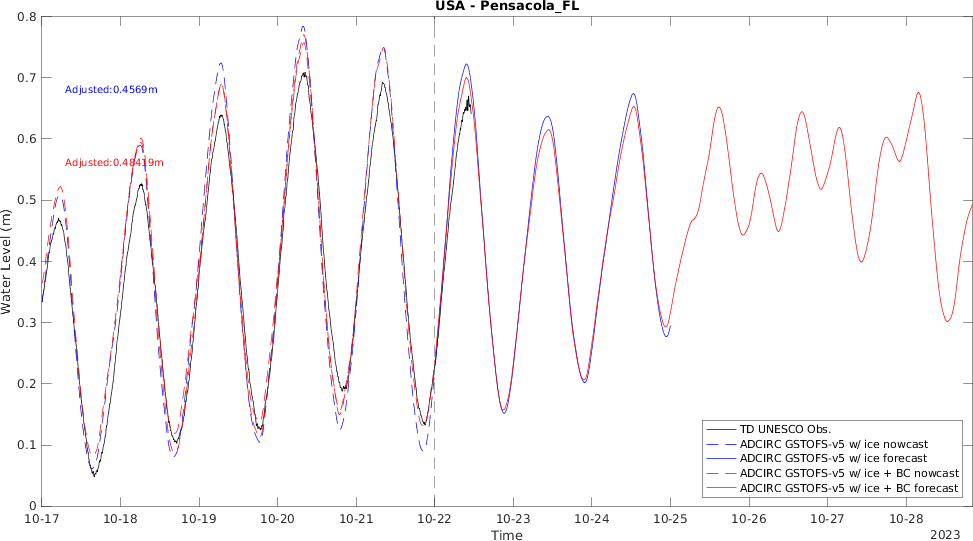 USA - Pensacola_FL
0.8
0.7
Adjusted:0.4569m
0.6
Adjusted:0.48419m
0.5
0.4
0.3
0.2
0.1
0
Water Level (m)
TD UNESCO Obs.
ADCIRC GSTOFS-v5 w/ ice nowcast
ADCIRC GSTOFS-v5 w/ ice forecast
ADCIRC GSTOFS-v5 w/ ice + BC nowcast
ADCIRC GSTOFS-v5 w/ ice + BC forecast
10-17 10-18 10-19 10-20 10-21 10-22 10-23 10-24 10-25 10-26 10-27 10-28
Time
2023